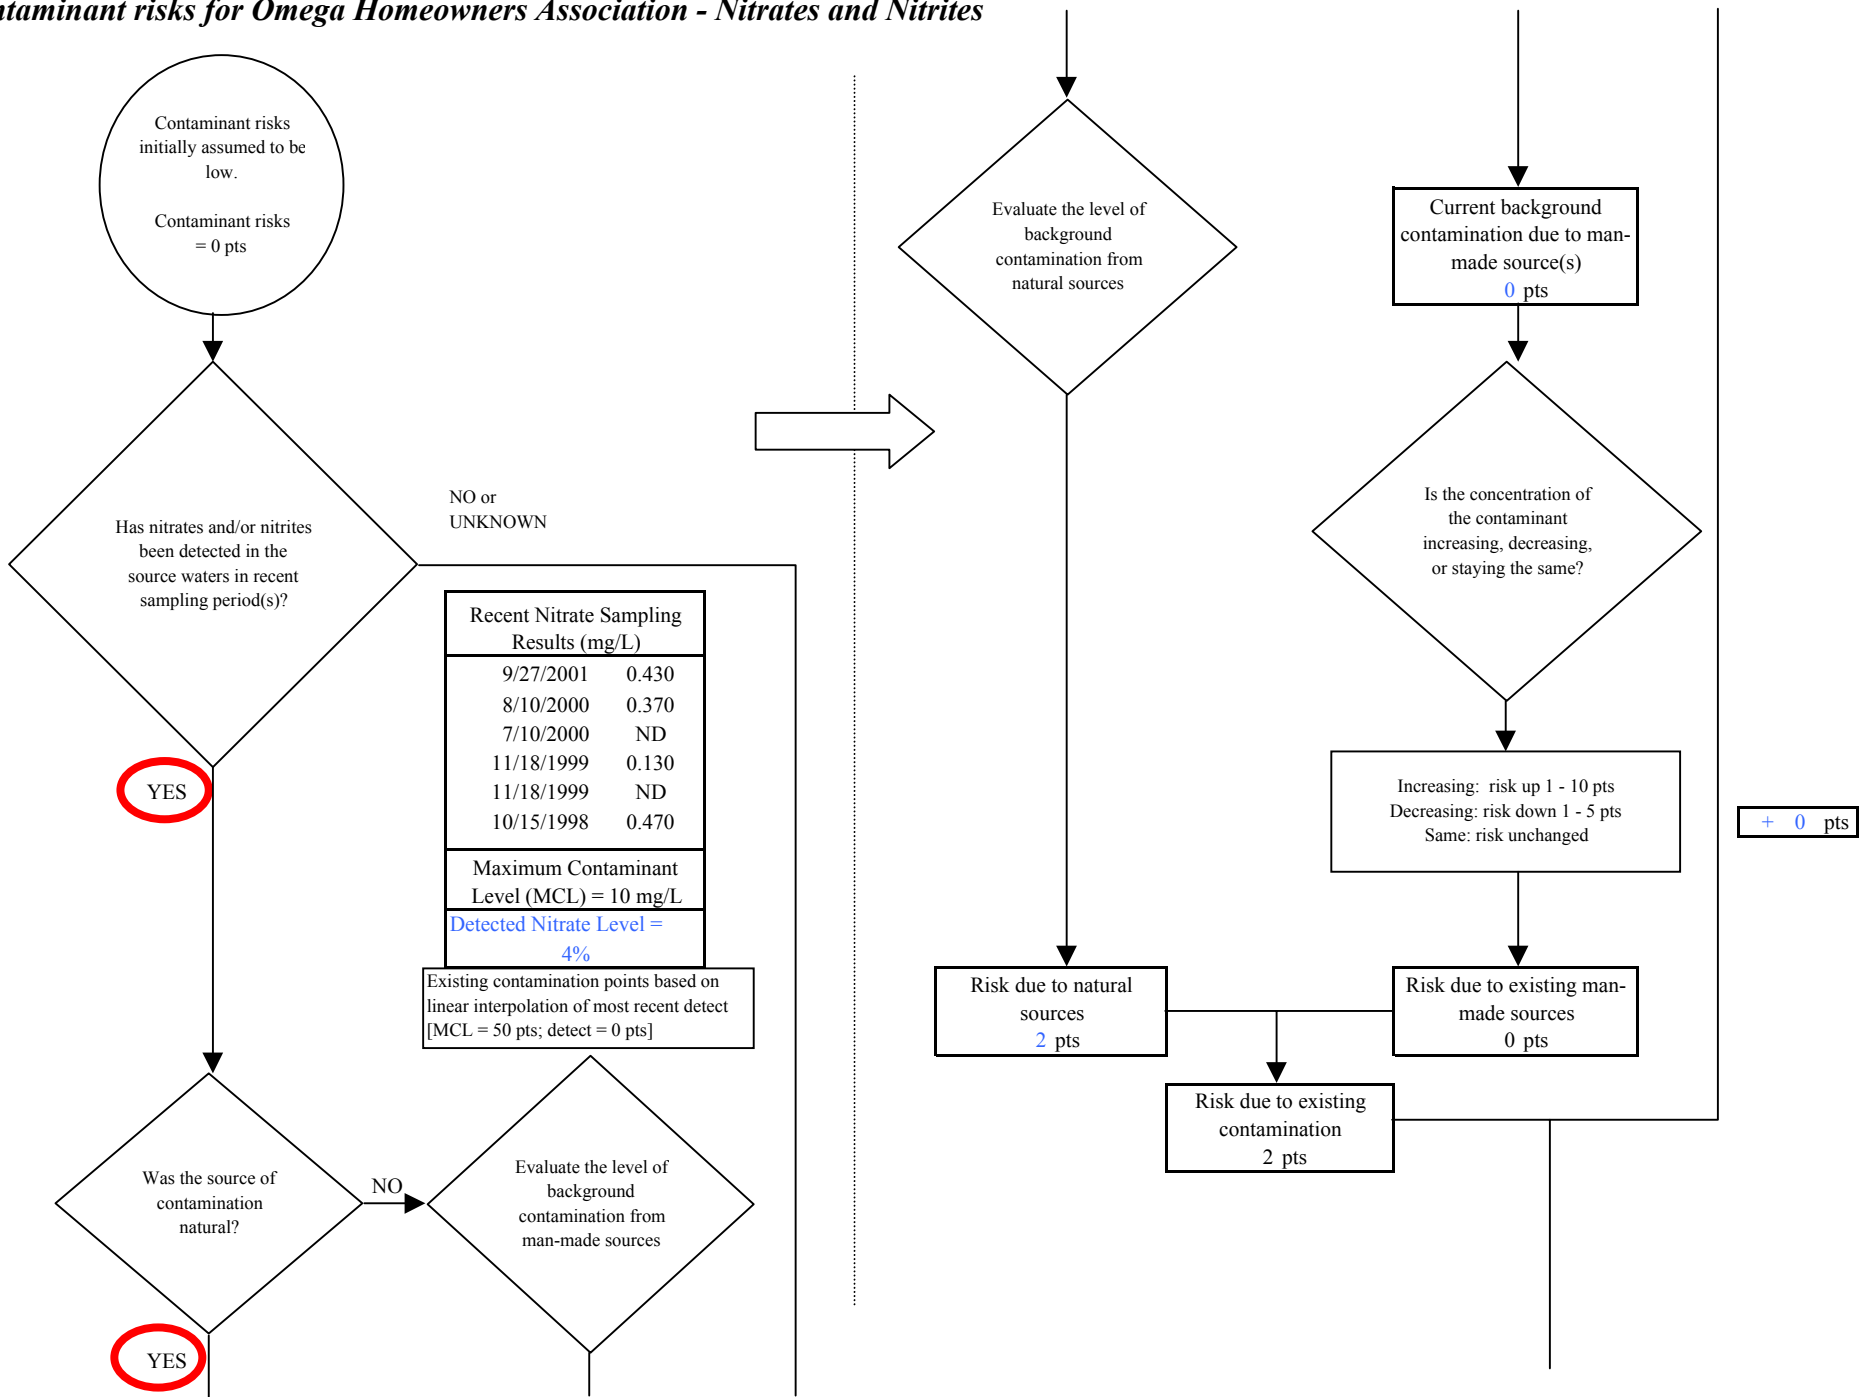 ntaminant risks for Omega Homeowners Association - Nitrates and Nitrites
Contaminant risks
initially assumed to be
low.
Contaminant risks
= 0 pts
Has nitrates and/or nitrites
been detected in the
source waters in recent
sampling period(s)?
NO or
UNKNOWN
YES
Recent Nitrate Sampling
Results (mg/L)
9/27/2001 0.430
8/10/2000 0.370
7/10/2000 ND
11/18/1999 0.130
11/18/1999 ND
10/15/1998 0.470
Maximum Contaminant
Level (MCL) = 10 mg/L
Detected Nitrate Level =
4%
Existing contamination points based on
linear interpolation of most recent detect
[MCL = 50 pts; detect = 0 pts]
Was the source of
contamination
natural?
NO
Evaluate the level of
background
contamination from
man-made sources
YES
Evaluate the level of
background
contamination from
natural sources
Current background
contamination due to man-
made source(s)
0 pts
Is the concentration of
the contaminant
increasing, decreasing,
or staying the same?
Increasing: risk up 1 - 10 pts
Decreasing: risk down 1 - 5 pts
Same: risk unchanged
+ 0 pts
Risk due to natural
sources
2 pts
Risk due to existing man-
made sources
0 pts
Risk due to existing
contamination
2 pts